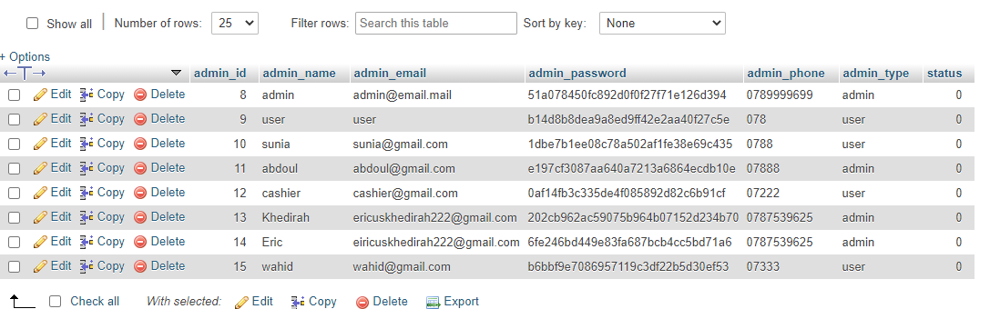 Show all | Number of rows: 25 Filter rows: Search this table Sort by key: None
+ Options
←T→ admin_id admin_name admin_email admin_password admin_phone admin_type status
Edit Copy Delete 8 admin admin@email.mail 51a078450fc892d0f0f27f71e126d394 0789999699 admin 0
Edit Copy Delete 9 user user b14d8b8dea9a8ed9ff42e2aa40f27c5e 078 user 0
Edit Copy Delete 10 sunia sunia@gmail.com 1dbe7b1ee08c78a502af1fe38e69c435 0788 user 0
Edit Copy Delete 11 abdoul abdoul@gmail.com e197cf3087aa640a7213a6864ecdb10e 07888 admin 0
Edit Copy Delete 12 cashier cashier@gmail.com 0af14fb3c335de4f085892d82c6b91cf 07222 user 0
Edit Copy Delete 13 Khedirah ericuskhedirah222@gmail.com 202cb962ac59075b964b07152d234b70 0787539625 admin 0
Edit Copy Delete 14 Eric eiricuskhedirah222@gmail.com 6fe246bd449e83fa687bcb4cc5bd71a6 0787539625 admin 0
Edit Copy Delete 15 wahid wahid@gmail.com b6bbf9e7086957119c3df22b5d30ef53 07333 user 0
Check all With selected: Edit Copy Delete Export